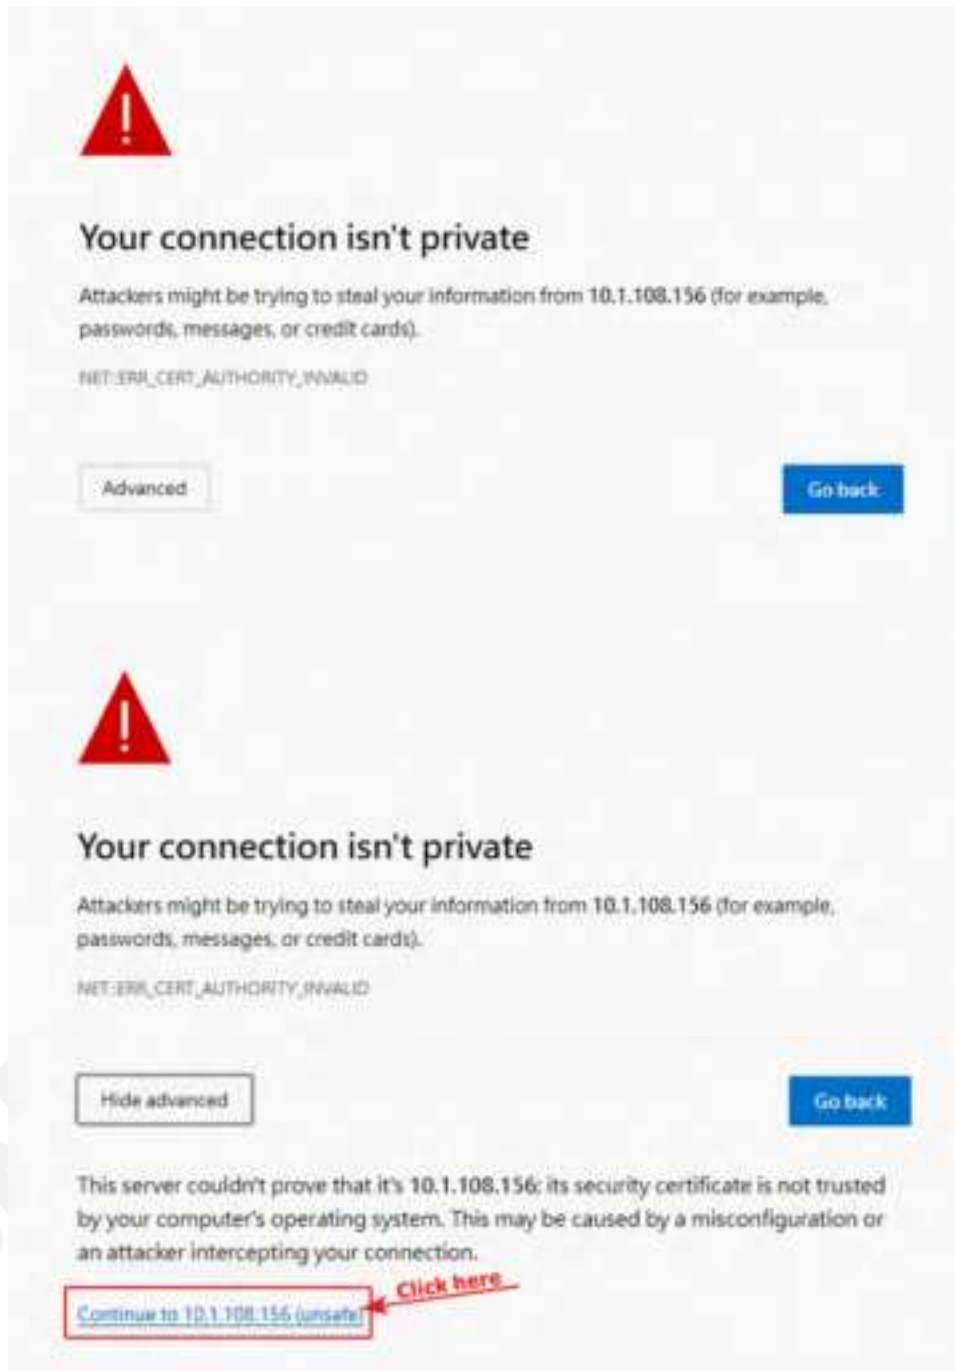 Your connection isn't private
Attackers might be trying to steal your information from 10.1.108.156 (for example,
passwords, messages, or credit cards).
NET::ERR_CERT_AUTHORITY_INVALID
Advanced
Go back
Your connection isn't private
Attackers might be trying to steal your information from 10.1.108.156 (for example,
passwords, messages, or credit cards).
NET::ERR_CERT_AUTHORITY_INVALID
Hide advanced
Go back
This server couldn't prove that it's 10.1.108.156; its security certificate is not trusted
by your computer's operating system. This may be caused by a misconfiguration or
an attacker intercepting your connection.
Click here
Continue to 10.1.108.156 (unsafe)